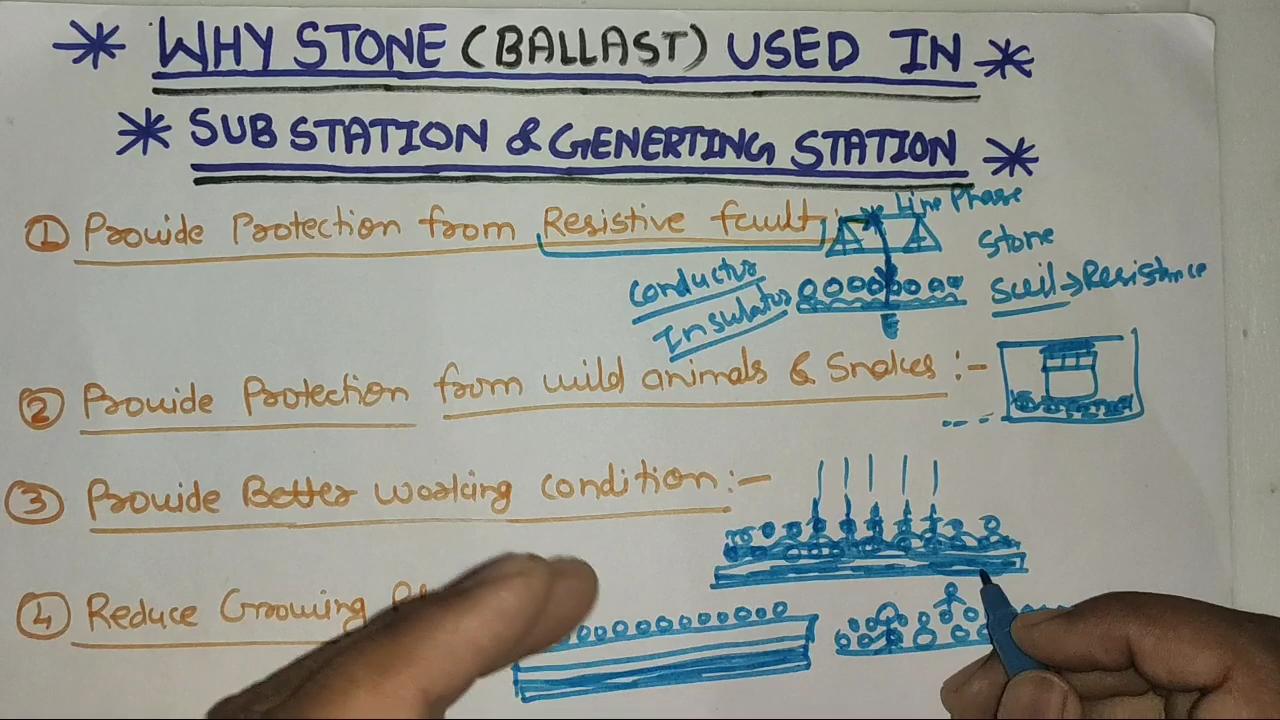 * WHY STONE (BALLAST) USED IN *
* SUB STATION & GENERTING STATION *
① Provide Protection from Resistive fault:
Line Phase
Stone
Soil → Resistance
Conductor
Insulator
E
② Provide Protection from wild animals & Snakes :-
③ Provide Better working condition :-
④ Reduce Growing